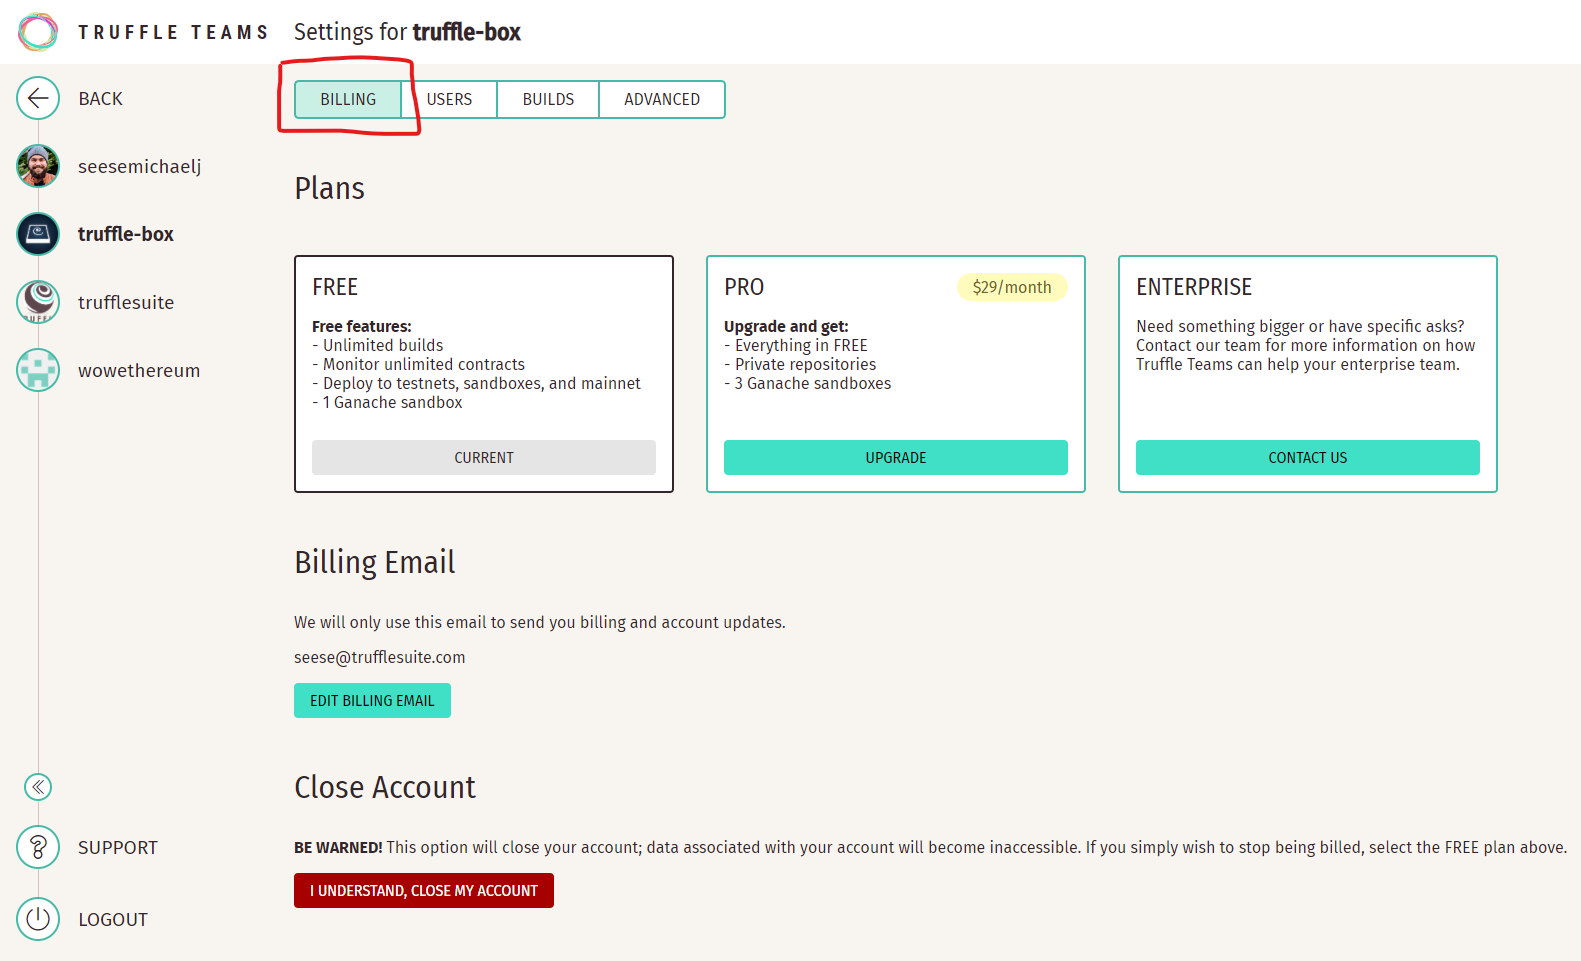 TRUFFLE TEAMS
Settings for truffle-box
BACK
seesemichaelj
truffle-box
trufflesuite
wowethereum
SUPPORT
LOGOUT
BILLING
USERS
BUILDS
ADVANCED
Plans
FREE
Free features:
- Unlimited builds
- Monitor unlimited contracts
- Deploy to testnets, sandboxes, and mainnet
- 1 Ganache sandbox
CURRENT
PRO
$29/month
Upgrade and get:
- Everything in FREE
- Private repositories
- 3 Ganache sandboxes
UPGRADE
ENTERPRISE
Need something bigger or have specific asks?
Contact our team for more information on how
Truffle Teams can help your enterprise team.
CONTACT US
Billing Email
We will only use this email to send you billing and account updates.
seese@trufflesuite.com
EDIT BILLING EMAIL
Close Account
BE WARNED! This option will close your account; data associated with your account will become inaccessible. If you simply wish to stop being billed, select the FREE plan above.
I UNDERSTAND, CLOSE MY ACCOUNT